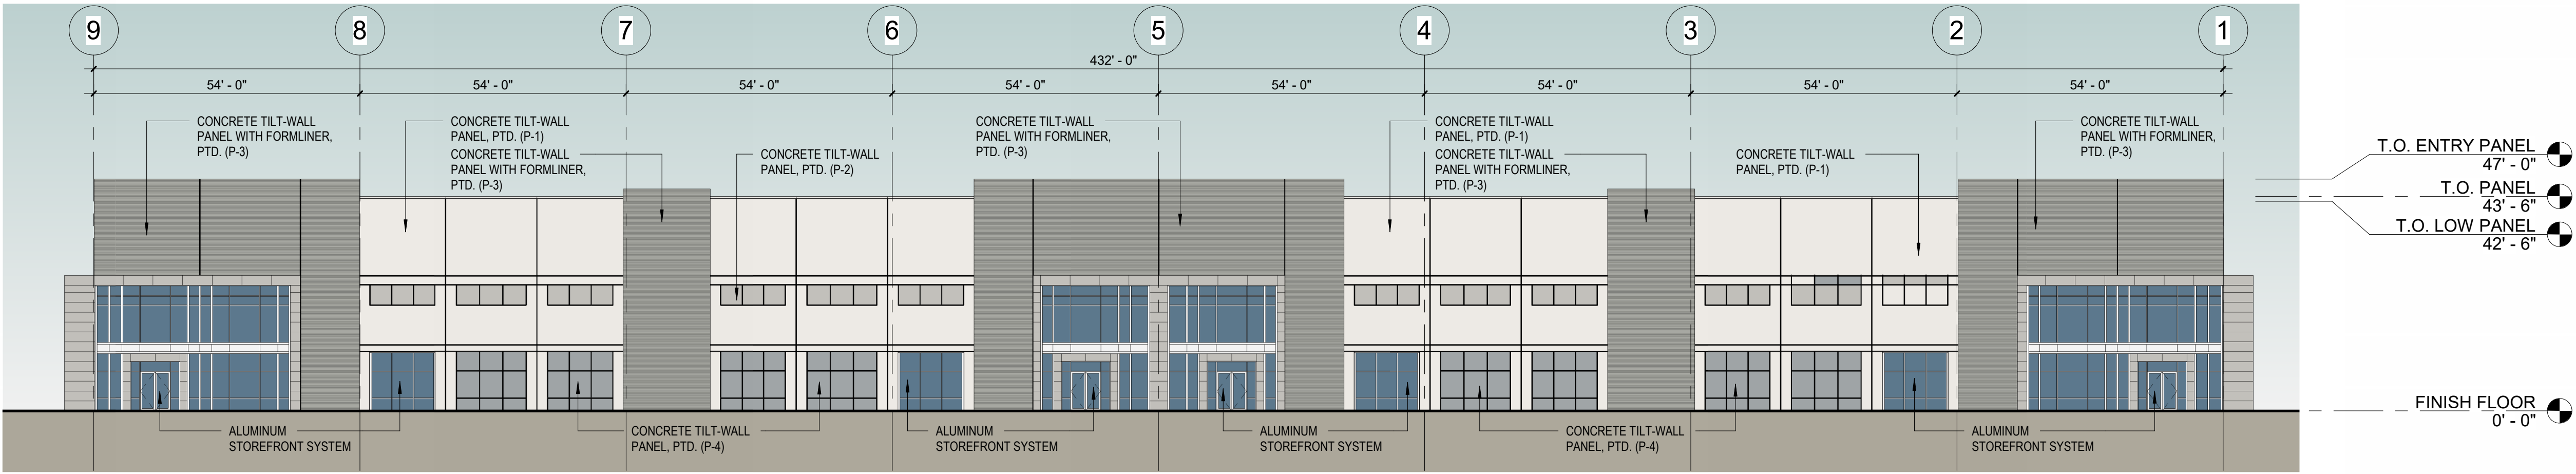 9 8 7 6 5 4 3 2 1
432' - 0"
54' - 0" 54' - 0" 54' - 0" 54' - 0" 54' - 0" 54' - 0" 54' - 0" 54' - 0"
CONCRETE TILT-WALL
PANEL WITH FORMLINER,
PTD. (P-3)
CONCRETE TILT-WALL
PANEL, PTD. (P-1)
CONCRETE TILT-WALL
PANEL WITH FORMLINER,
PTD. (P-3)
CONCRETE TILT-WALL
PANEL, PTD. (P-2)
CONCRETE TILT-WALL
PANEL WITH FORMLINER,
PTD. (P-3)
CONCRETE TILT-WALL
PANEL, PTD. (P-1)
CONCRETE TILT-WALL
PANEL WITH FORMLINER,
PTD. (P-3)
CONCRETE TILT-WALL
PANEL, PTD. (P-1)
CONCRETE TILT-WALL
PANEL WITH FORMLINER,
PTD. (P-3)
T.O. ENTRY PANEL
47' - 0"
T.O. PANEL
43' - 6"
T.O. LOW PANEL
42' - 6"
FINISH FLOOR
0' - 0"
ALUMINUM
STOREFRONT SYSTEM
CONCRETE TILT-WALL
PANEL, PTD. (P-4)
ALUMINUM
STOREFRONT SYSTEM
ALUMINUM
STOREFRONT SYSTEM
CONCRETE TILT-WALL
PANEL, PTD. (P-4)
ALUMINUM
STOREFRONT SYSTEM